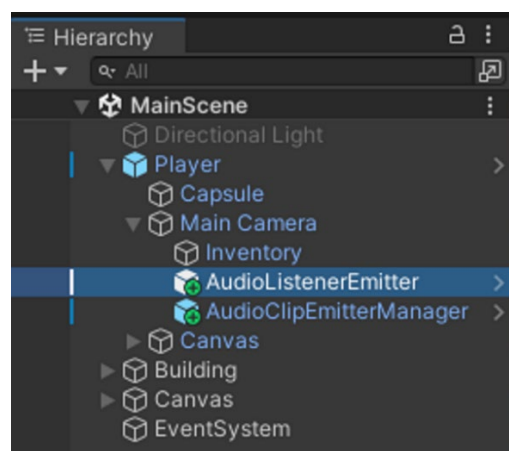 Hierarchy
All
MainScene
Directional Light
Player
Capsule
Main Camera
Inventory
AudioListenerEmitter
AudioClipEmitterManager
Canvas
Building
Canvas
EventSystem